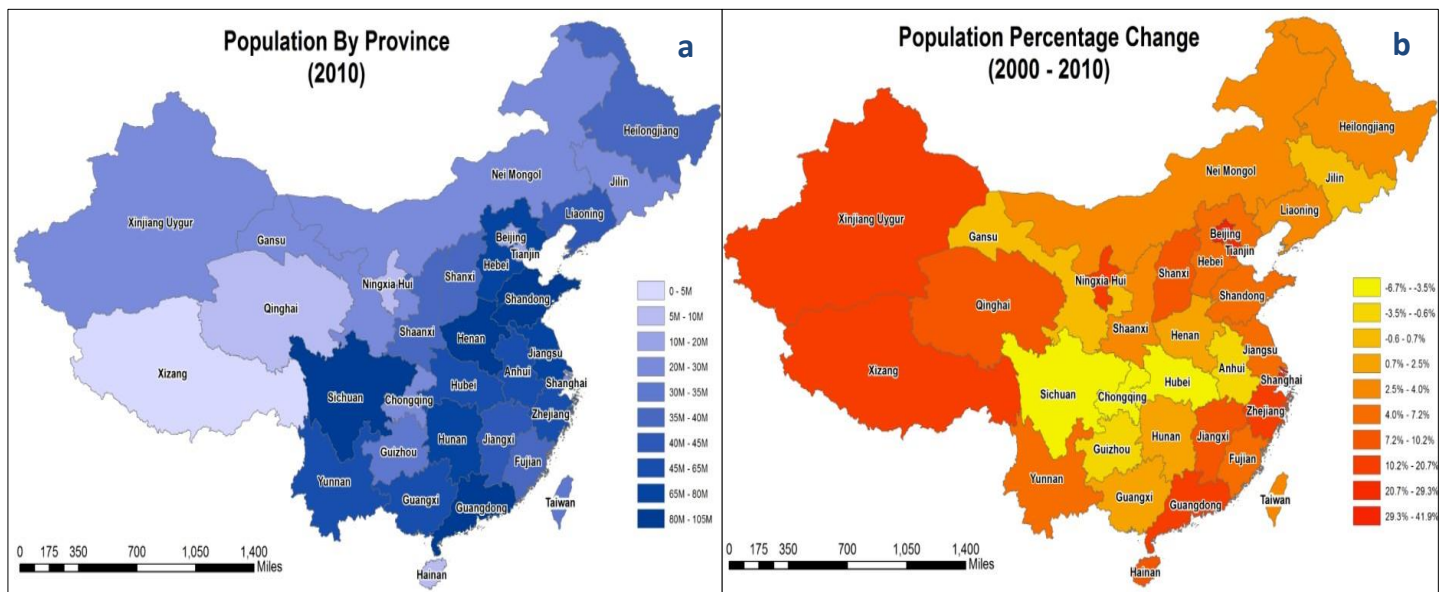 Population By Province
(2010)
a
Heilongjiang
Nei Mongol
Jilin
Xinjiang Uygur
Liaoning
Gansu
Beijing
Tianjin
Hebei
Ningxia Hui
Shanxi
Qinghai
Shandong
Shaanxi
Henan
Jiangsu
Xizang
Anhui
Shanghai
Hubei
Sichuan
Chongqing
Zhejiang
Hunan
Jiangxi
Guizhou
Fujian
Yunnan
Guangxi
Guangdong
Taiwan
Hainan
0 - 5M
5M - 10M
10M - 20M
20M - 30M
30M - 35M
35M - 40M
40M - 45M
45M - 65M
65M - 80M
80M - 105M
0 175 350 700 1,050 1,400
Miles
Population Percentage Change
(2000 - 2010)
b
Heilongjiang
Nei Mongol
Jilin
Xinjiang Uygur
Liaoning
Gansu
Beijing
Tianjin
Hebei
Ningxia Hui
Shanxi
Qinghai
Shandong
Shaanxi
Henan
Jiangsu
Xizang
Anhui
Shanghai
Hubei
Sichuan
Chongqing
Zhejiang
Hunan
Jiangxi
Guizhou
Fujian
Yunnan
Guangxi
Guangdong
Taiwan
Hainan
-6.7% - -3.5%
-3.5% - -0.6%
-0.6 - 0.7%
0.7% - 2.5%
2.5% - 4.0%
4.0% - 7.2%
7.2% - 10.2%
10.2% - 20.7%
20.7% - 29.3%
29.3% - 41.9%
0 175 350 700 1,050 1,400
Miles